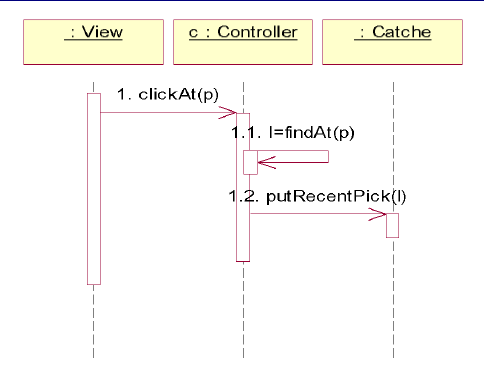 : View
c : Controller
: Catche
1. clickAt(p)
1.1. l=findAt(p)
1.2. putRecentPick(l)